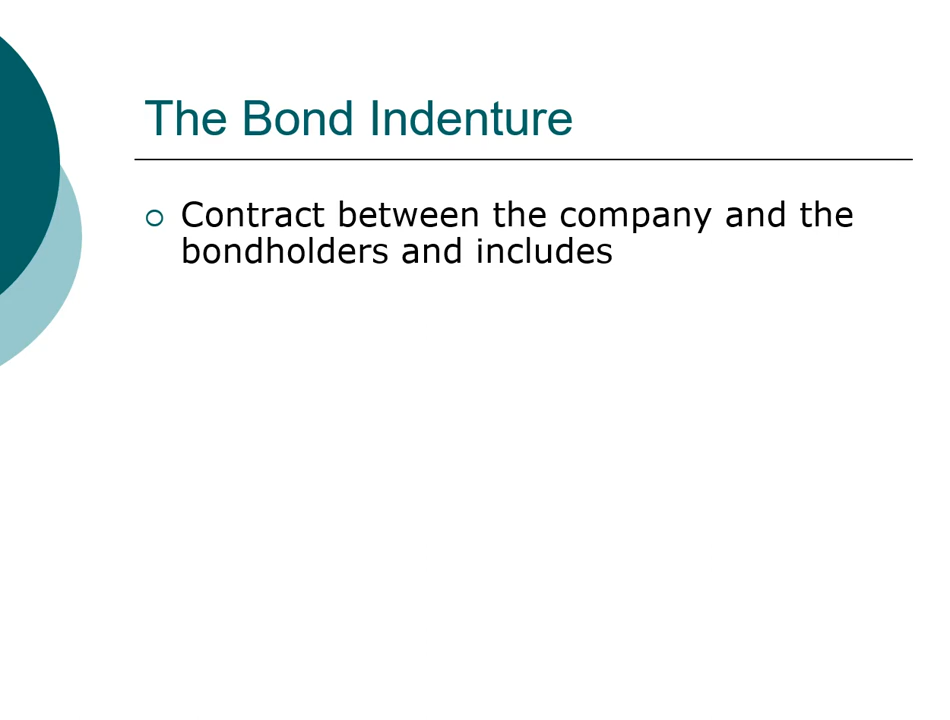 The Bond Indenture
Contract between the company and the
bondholders and includes